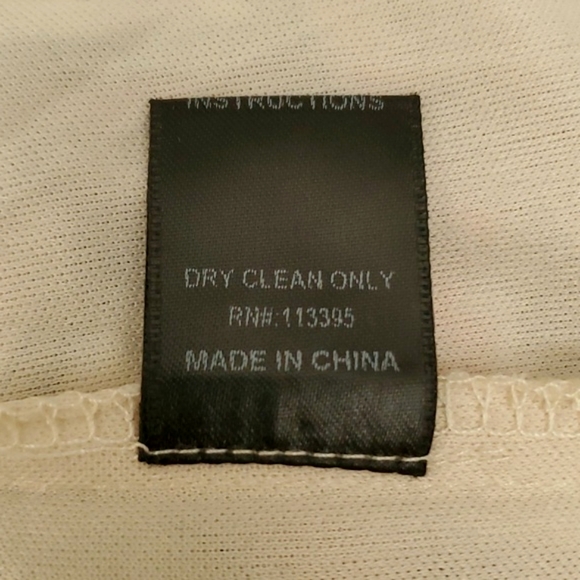 INSTRUCTIONS
DRY CLEAN ONLY
RN#:113395
MADE IN CHINA